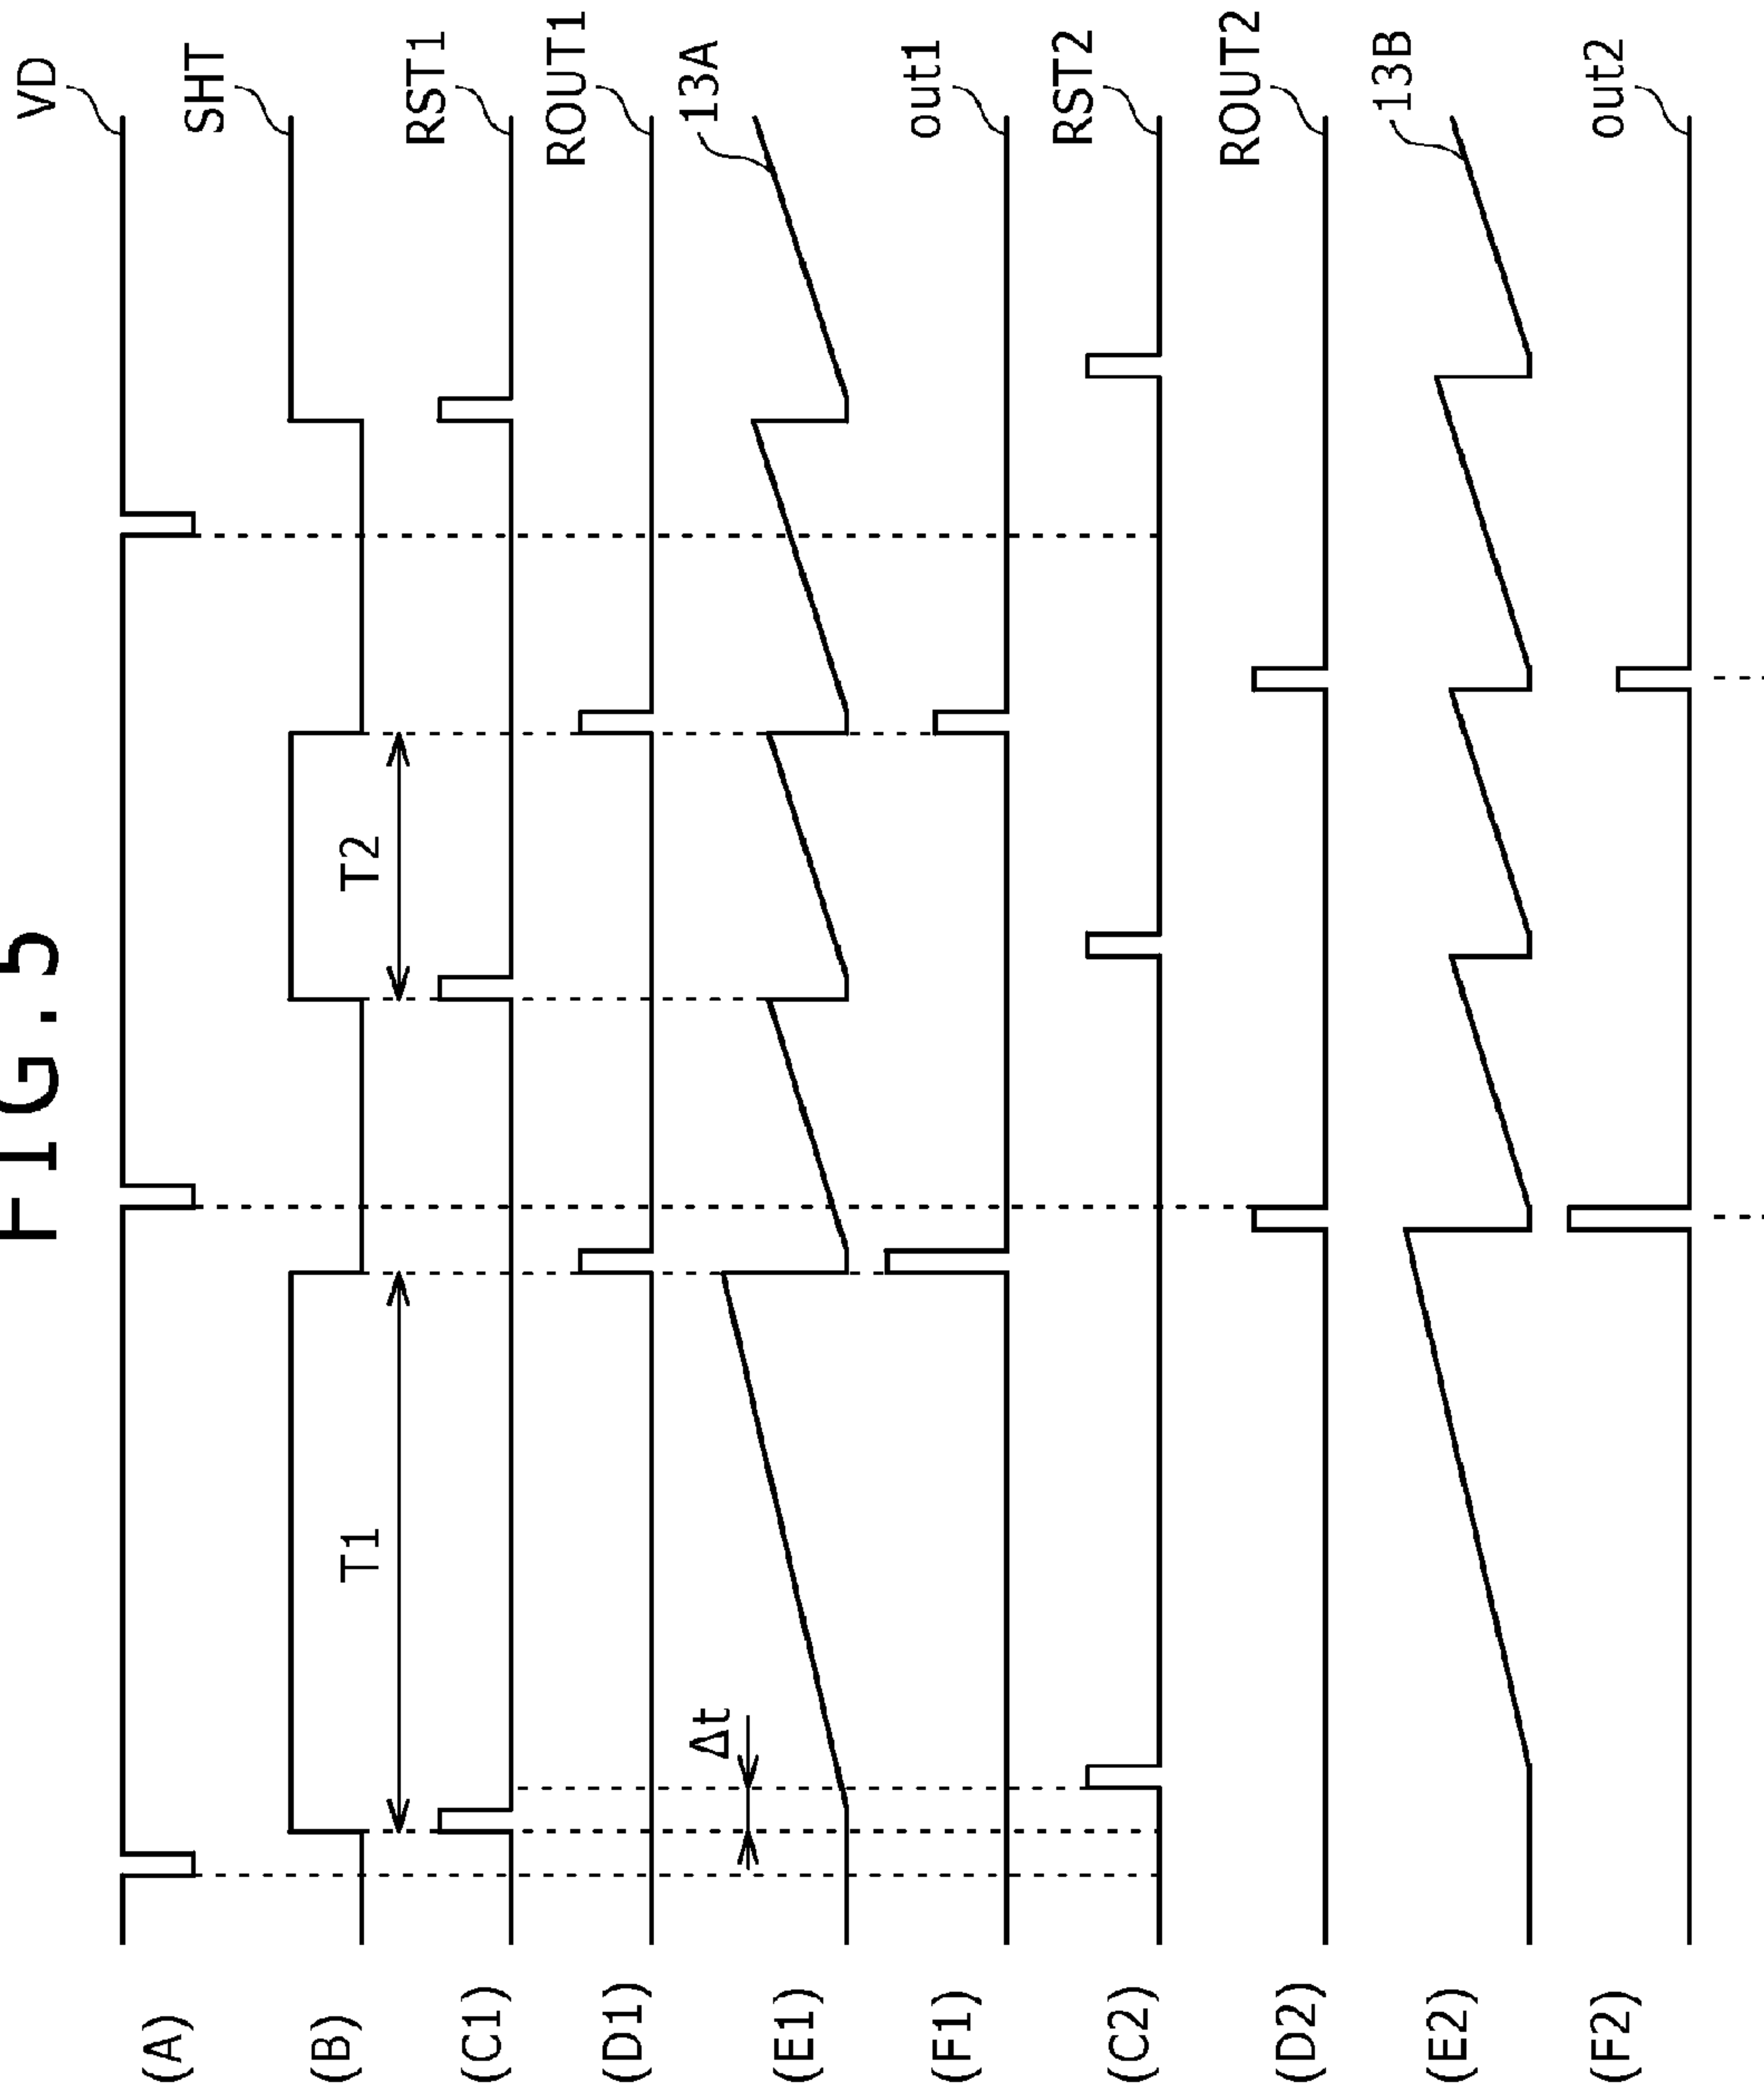 FIG.5
(A) VD
(B) SHT
T1 T2
(C1) RST1
(D1) ROUT1
Δt
(E1) 13A
(F1) out1
(C2) RST2
(D2) ROUT2
(E2) 13B
(F2) out2